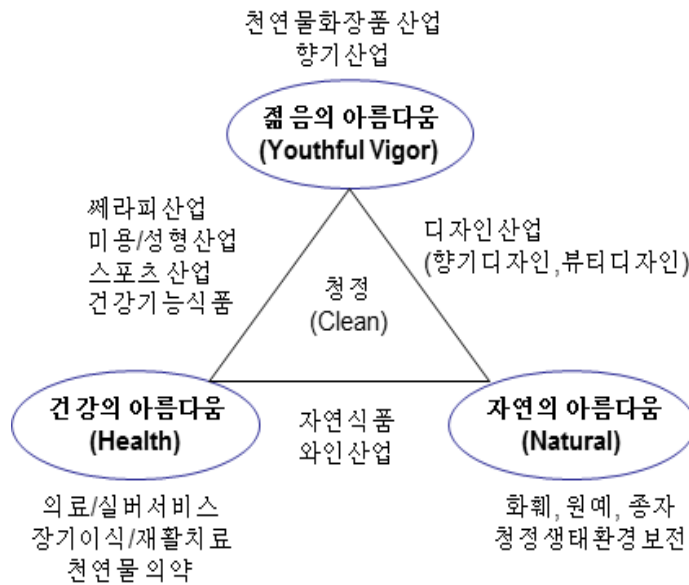 천연물화장품 산업
향기산업
젊음의 아름다움
(Youthful Vigor)
쎄라피산업
미용/성형산업
스포츠 산업
건강기능식품
디자인산업
(향기디자인,뷰티디자인)
청정
(Clean)
건강의 아름다움
(Health)
자연식품
와인산업
자연의 아름다움
(Natural)
의료/실버서비스
장기이식/재활치료
천연물의약
화훼, 원예, 종자
청정생태환경보전